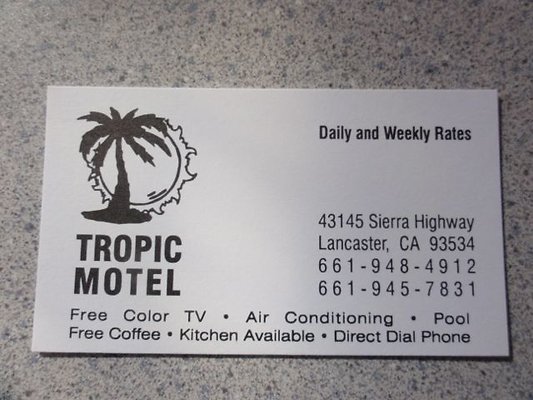 Daily and Weekly Rates
TROPIC
MOTEL
43145 Sierra Highway
Lancaster, CA 93534
661-948-4912
661-945-7831
Free Color TV • Air Conditioning • Pool
Free Coffee • Kitchen Available • Direct Dial Phone